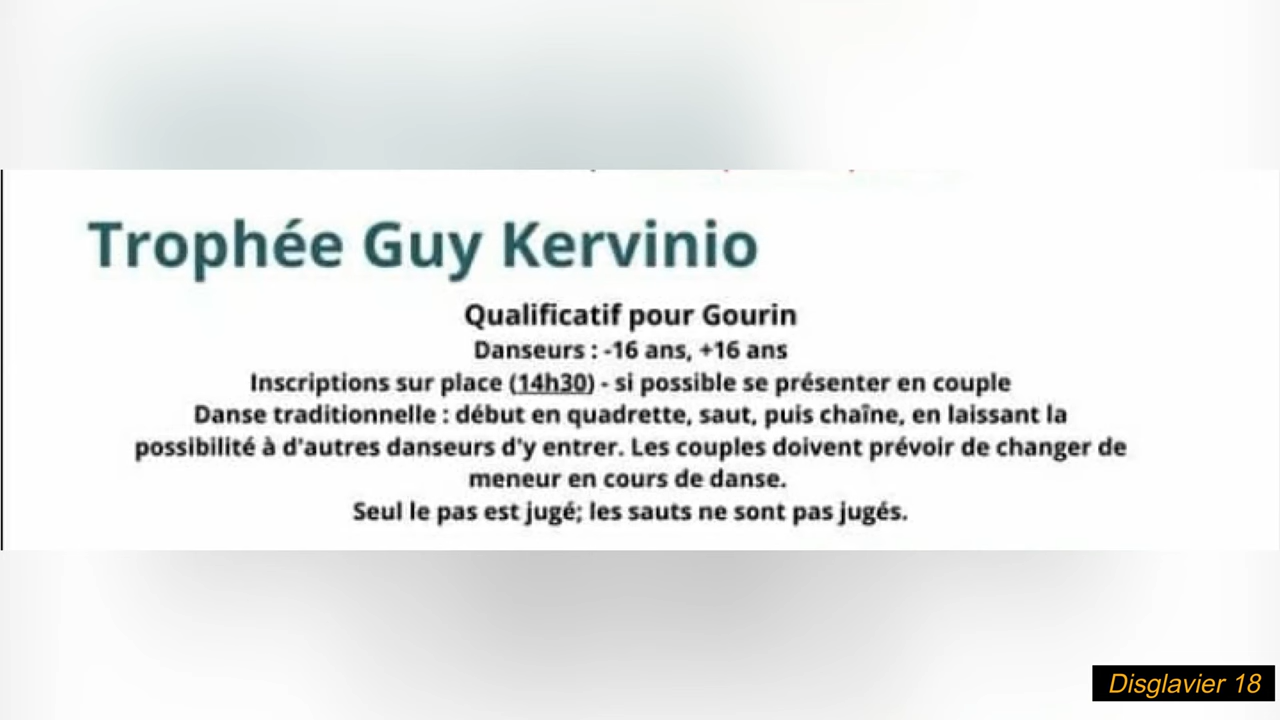 Trophée Guy Kervinio
Qualificatif pour Gourin
Danseurs : -16 ans, +16 ans
Inscriptions sur place (14h30) - si possible se présenter en couple
Danse traditionnelle : début en quadrette, saut, puis chaîne, en laissant la
possibilité à d'autres danseurs d'y entrer. Les couples doivent prévoir de changer de
meneur en cours de danse.
Seul le pas est jugé; les sauts ne sont pas jugés.
Disglavier 18